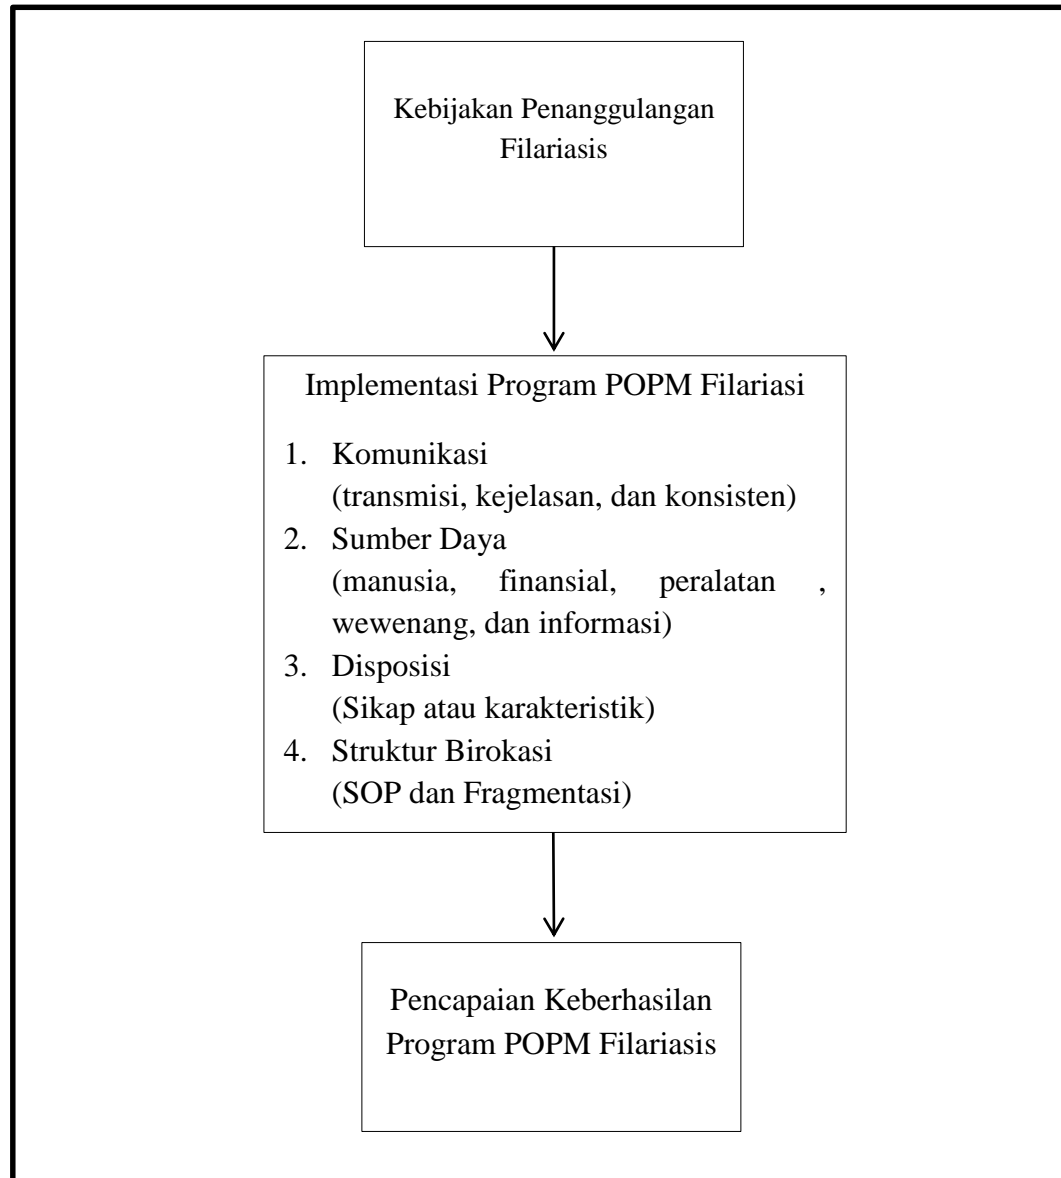 Kebijakan Penanggulangan
Filariasis
Implementasi Program POPM Filariasi
1. Komunikasi
(transmisi, kejelasan, dan konsisten)
2. Sumber Daya
(manusia, finansial, peralatan ,
wewenang, dan informasi)
3. Disposisi
(Sikap atau karakteristik)
4. Struktur Birokasi
(SOP dan Fragmentasi)
Pencapaian Keberhasilan
Program POPM Filariasis